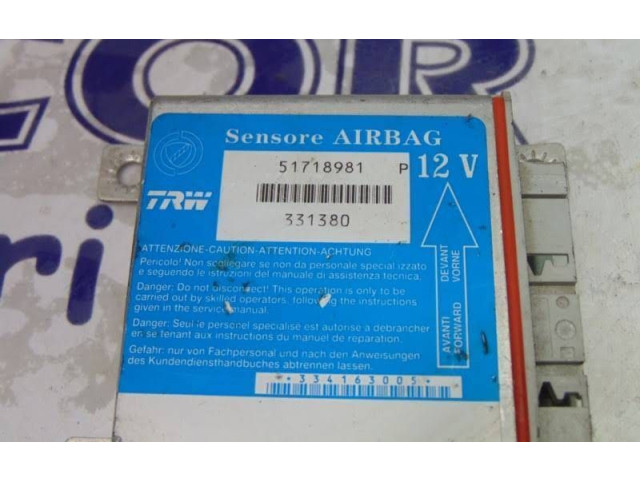 OR
Sensore AIRBAG
51718981 P
12 V
TRW
331380
ATTENZIONE-CAUTION-ATTENTION-ACHTUNG
Pericolo! Non scollegare se non da personale specializzato
e seguendo le istruzioni del manuale di assistenza tecnica.
Danger: Do not disconnect! This operation is only to be
carried out by skilled operators, following the instructions
given in the service manual.
Danger: Seul le personel specialisé est autorise a debrancher
en se tenant aux instructions du manuel de reparation.
Gefahr: nur von Fachpersonal und nach den Anweisungen
des Kundendiensthandbuches abtrennen lassen.
AVANTI DEVANT
FORWARD VORNE
*334163005*